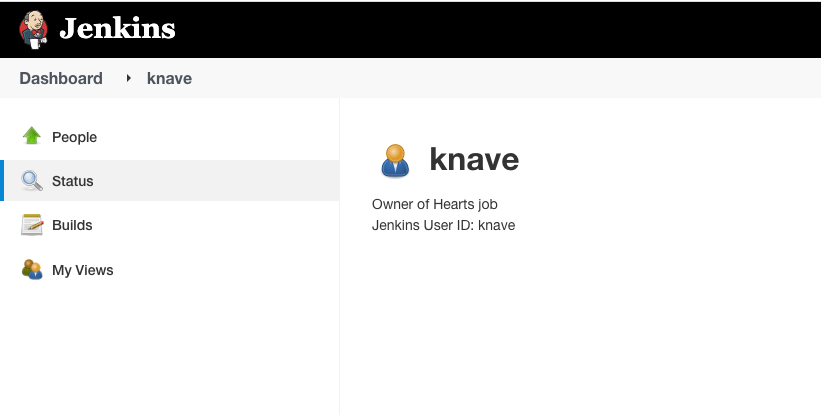 Jenkins
Dashboard knave
People
Status
Builds
My Views
knave
Owner of Hearts job
Jenkins User ID: knave